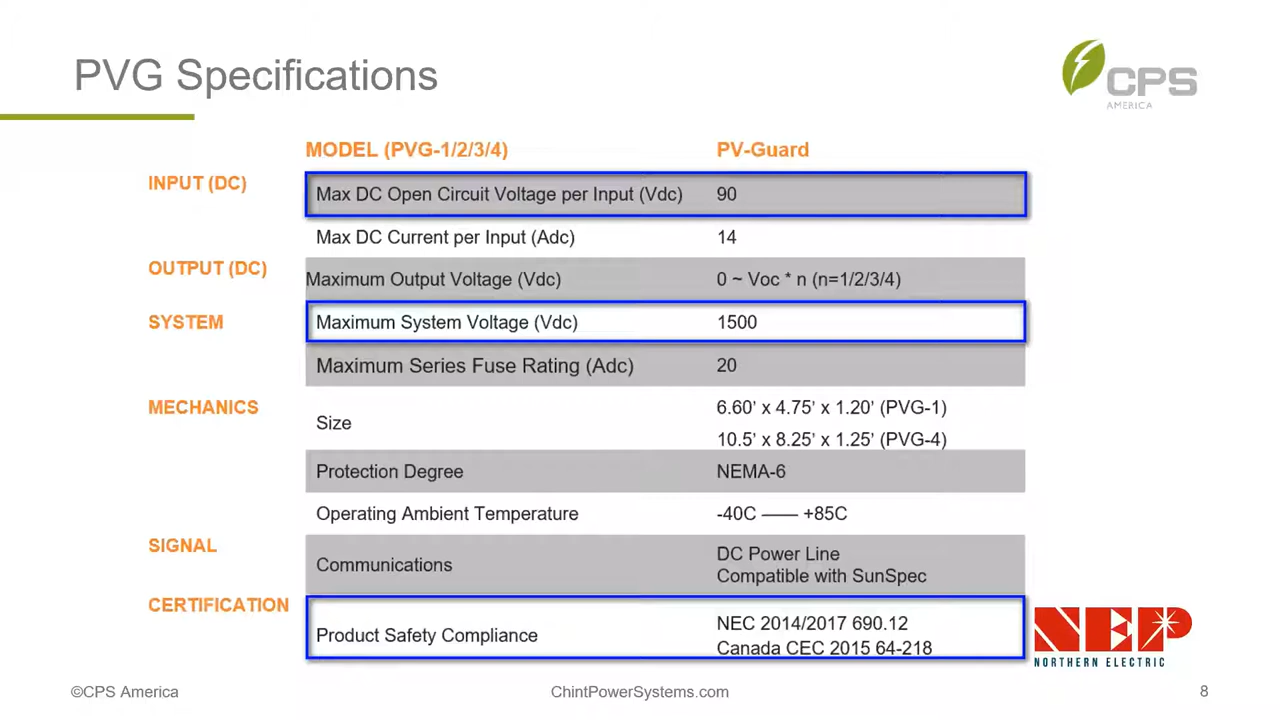 PVG Specifications
CPS
AMERICA
MODEL (PVG-1/2/3/4) PV-Guard
INPUT (DC)
Max DC Open Circuit Voltage per Input (Vdc) 90
Max DC Current per Input (Adc) 14
OUTPUT (DC)
Maximum Output Voltage (Vdc) 0 ~ Voc * n (n=1/2/3/4)
SYSTEM
Maximum System Voltage (Vdc) 1500
Maximum Series Fuse Rating (Adc) 20
MECHANICS
Size
6.60’ x 4.75’ x 1.20’ (PVG-1)
10.5’ x 8.25’ x 1.25’ (PVG-4)
Protection Degree NEMA-6
Operating Ambient Temperature -40C —— +85C
SIGNAL
Communications
DC Power Line
Compatible with SunSpec
CERTIFICATION
Product Safety Compliance
NEC 2014/2017 690.12
Canada CEC 2015 64-218
NEP
NORTHERN ELECTRIC
©CPS America
ChintPowerSystems.com
8